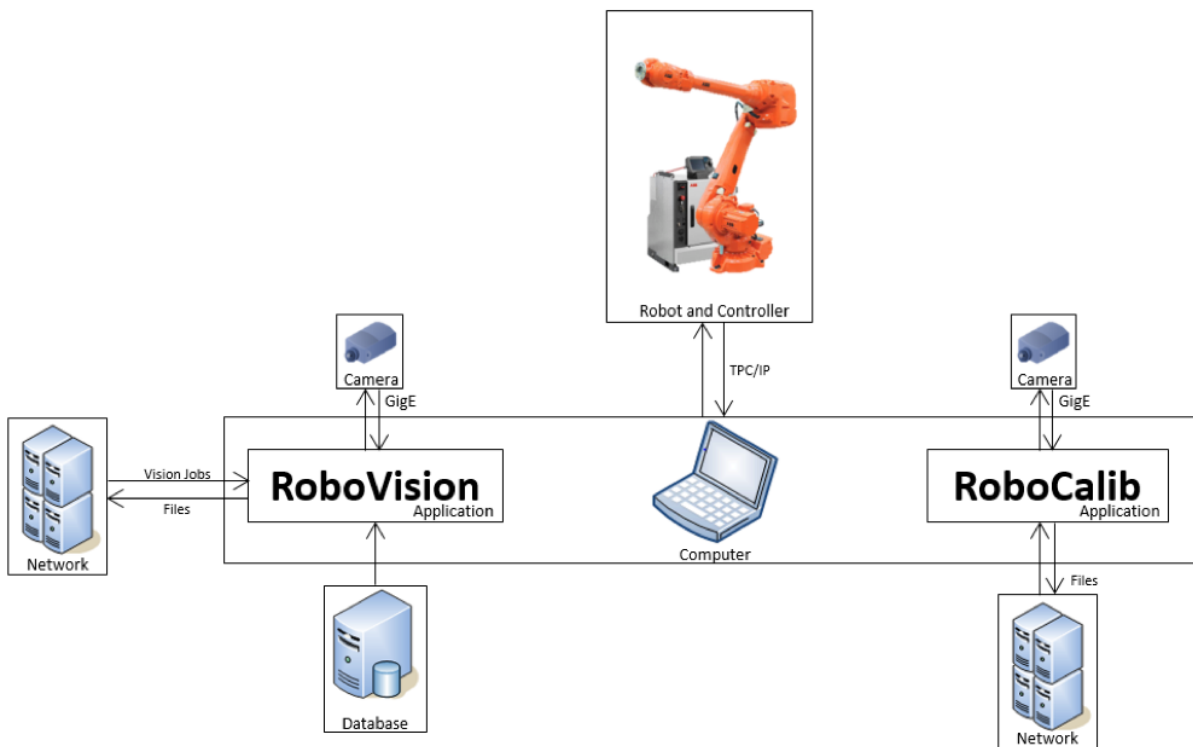 Robot and Controller
TPC/IP
Camera
GigE
Camera
GigE
Vision Jobs
Files
Network
RoboVision
Application
Computer
RoboCalib
Application
Files
Database
Network